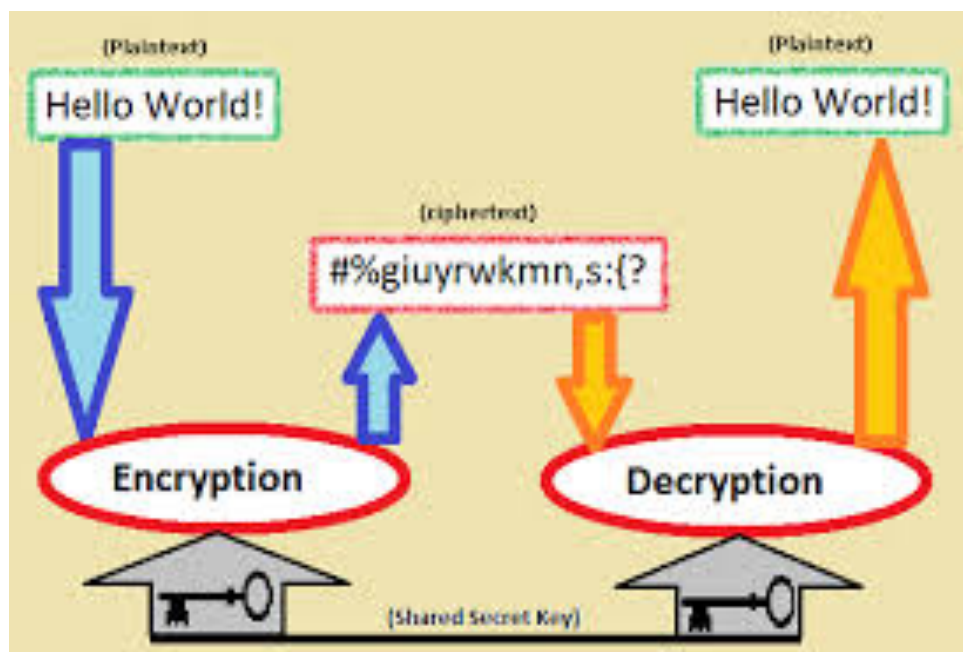 (Plaintext)
Hello World!
(Plaintext)
Hello World!
(ciphertext)
#%giuyrwkmn,s:{?
Encryption
Decryption
(Shared Secret Key)